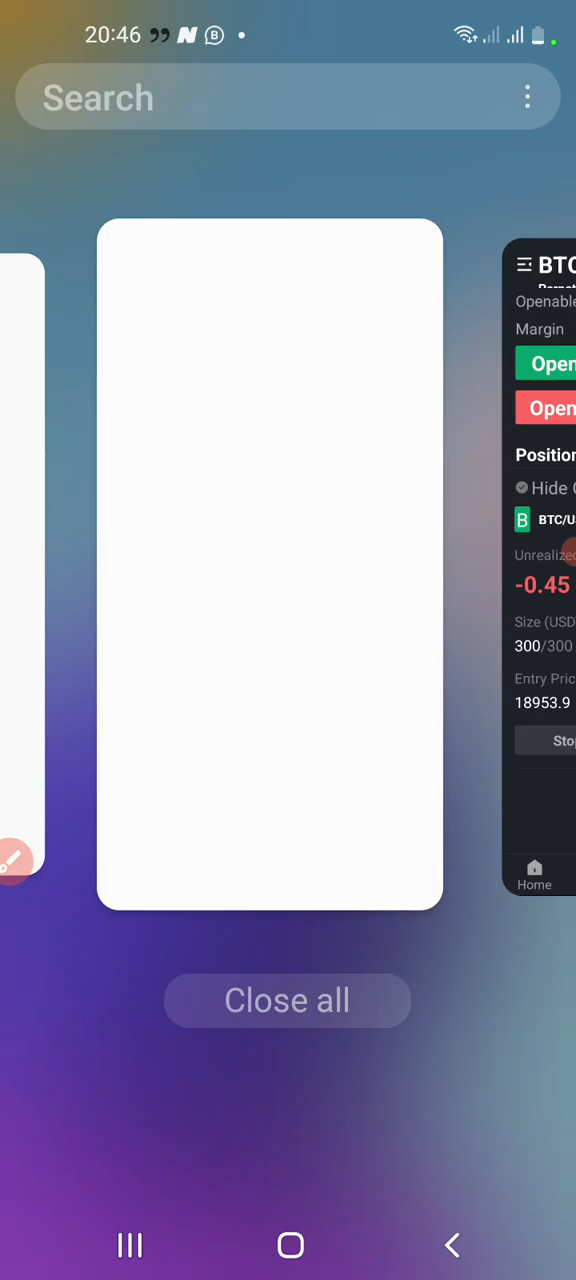 20:46
Search
BTC
Openable
Margin
Open
Open
Position
Hide
B BTC/U
Unrealized
-0.45
Size (USD
300/300
Entry Pric
18953.9
Stop
Home
Close all